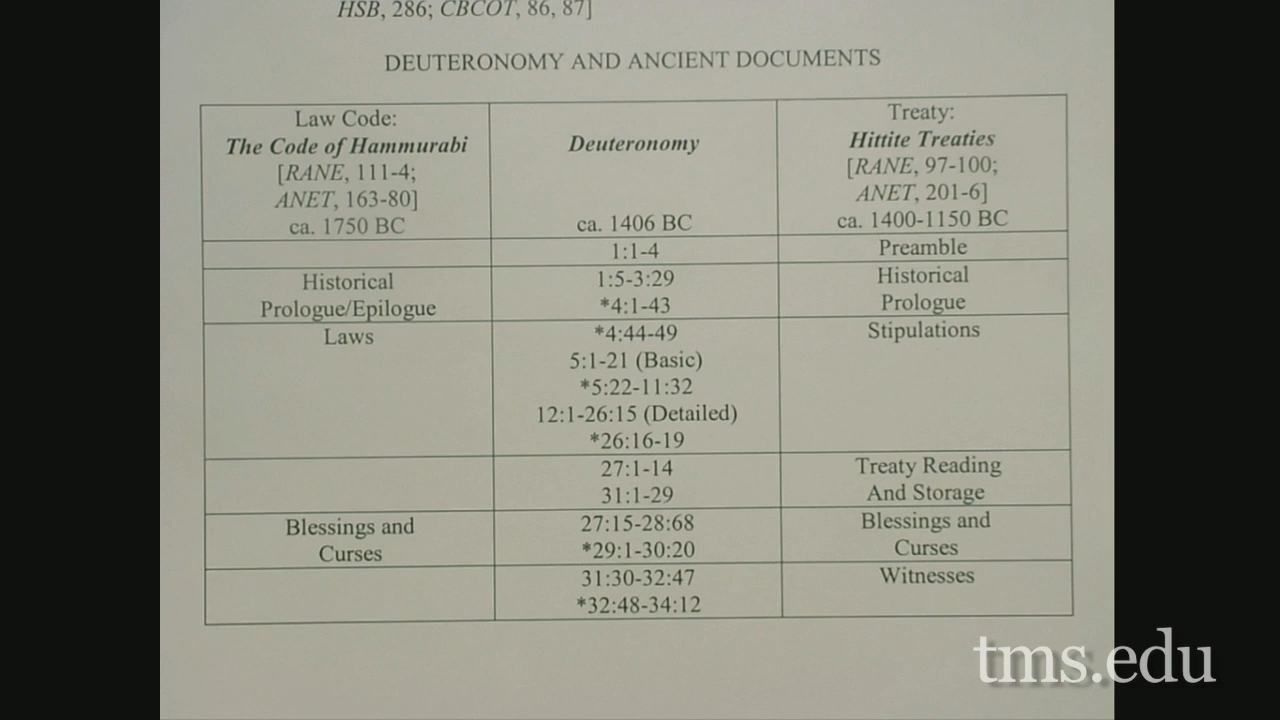 HSB, 286; CBCOT, 86, 87]
DEUTERONOMY AND ANCIENT DOCUMENTS
Law Code:
The Code of Hammurabi
[RANE, 111-4;
ANET, 163-80]
ca. 1750 BC
Deuteronomy
ca. 1406 BC
Treaty:
Hittite Treaties
[RANE, 97-100;
ANET, 201-6]
ca. 1400-1150 BC
1:1-4
Preamble
Historical
Prologue/Epilogue
1:5-3:29
*4:1-43
Historical
Prologue
Laws
*4:44-49
5:1-21 (Basic)
*5:22-11:32
12:1-26:15 (Detailed)
*26:16-19
Stipulations
27:1-14
31:1-29
Treaty Reading
And Storage
Blessings and
Curses
27:15-28:68
*29:1-30:20
Blessings and
Curses
31:30-32:47
*32:48-34:12
Witnesses
tms.edu